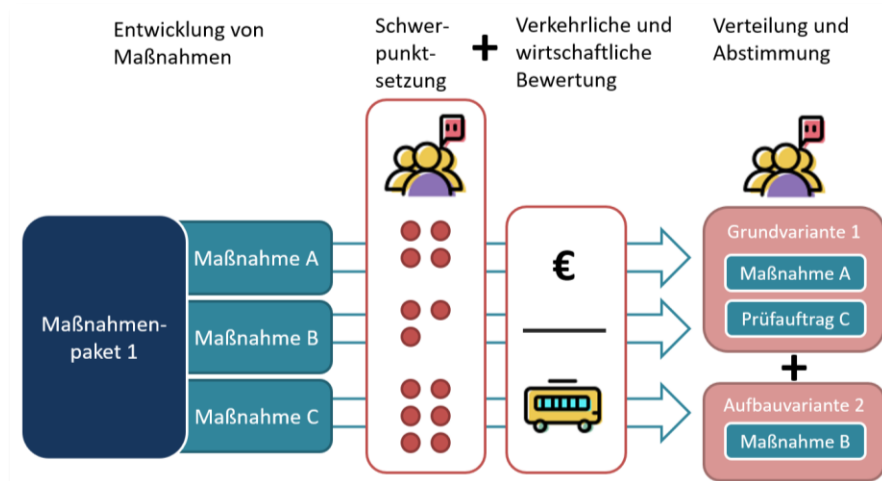 Entwicklung von
Maßnahmen
Schwer-
punkt-
setzung
+
Verkehrliche und
wirtschaftliche
Bewertung
Verteilung und
Abstimmung
Maßnahmen-
paket 1
Maßnahme A
Maßnahme B
Maßnahme C
€
Grundvariante 1
Maßnahme A
Prüfauftrag C
+
Aufbauvariante 2
Maßnahme B